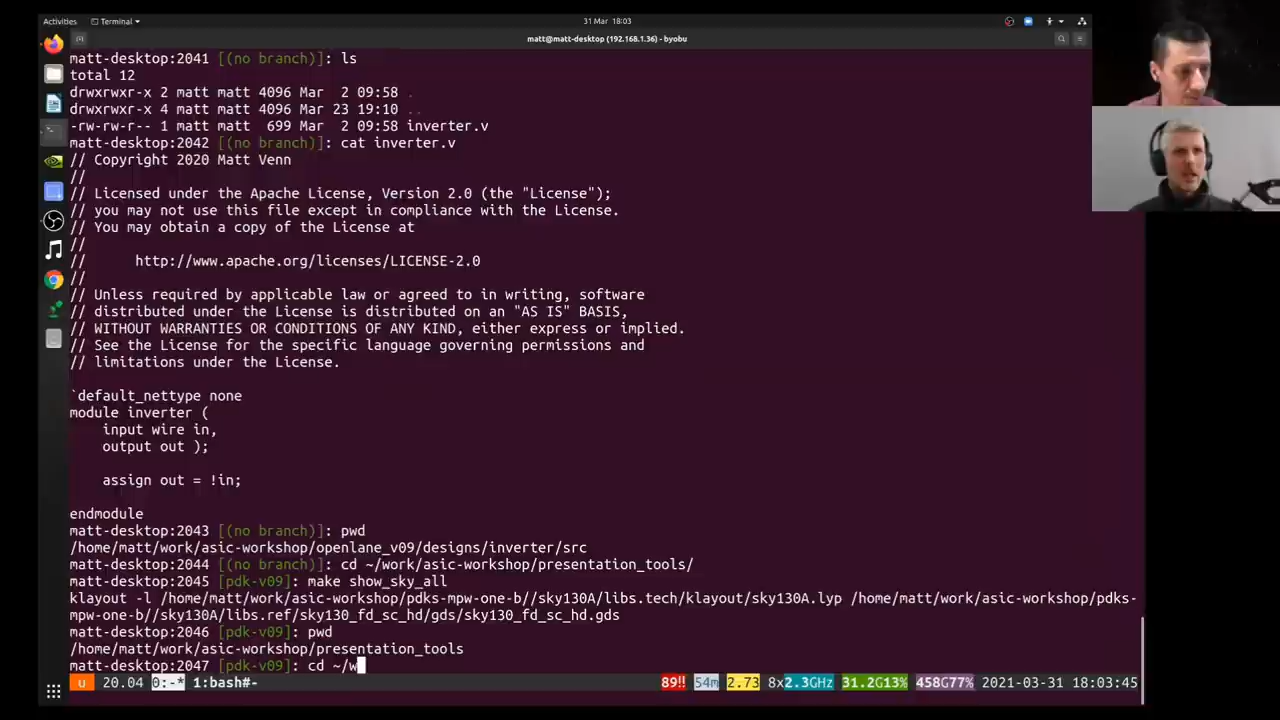 Activities Terminal 31 Mar 18:03
matt@matt-desktop (192.168.1.36) - byobu
matt-desktop:2041 [(no branch)]: ls
total 12
drwxrwxr-x 2 matt matt 4096 Mar  2 09:58 .
drwxrwxr-x 4 matt matt 4096 Mar 23 19:10 ..
-rw-rw-r-- 1 matt matt  699 Mar  2 09:58 inverter.v
matt-desktop:2042 [(no branch)]: cat inverter.v
// Copyright 2020 Matt Venn
//
// Licensed under the Apache License, Version 2.0 (the "License");
// you may not use this file except in compliance with the License.
// You may obtain a copy of the License at
//
//      http://www.apache.org/licenses/LICENSE-2.0
//
// Unless required by applicable law or agreed to in writing, software
// distributed under the License is distributed on an "AS IS" BASIS,
// WITHOUT WARRANTIES OR CONDITIONS OF ANY KIND, either express or implied.
// See the License for the specific language governing permissions and
// limitations under the License.
`default_nettype none
module inverter (
    input wire in,
    output out );
    assign out = !in;
endmodule
matt-desktop:2043 [(no branch)]: pwd
/home/matt/work/asic-workshop/openlane_v09/designs/inverter/src
matt-desktop:2044 [(no branch)]: cd ~/work/asic-workshop/presentation_tools/
matt-desktop:2045 [pdk-v09]: make show_sky_all
klayout -l /home/matt/work/asic-workshop/pdks-mpw-one-b//sky130A/libs.tech/klayout/sky130A.lyp /home/matt/work/asic-workshop/pdks-
mpw-one-b//sky130A/libs.ref/sky130_fd_sc_hd/gds/sky130_fd_sc_hd.gds
matt-desktop:2046 [pdk-v09]: pwd
/home/matt/work/asic-workshop/presentation_tools
matt-desktop:2047 [pdk-v09]: cd ~/w
u 20.04 0:-* 1:bash#- 89!! 54m 2.73 8x2.3GHz 31.2G13% 458G77% 2021-03-31 18:03:45